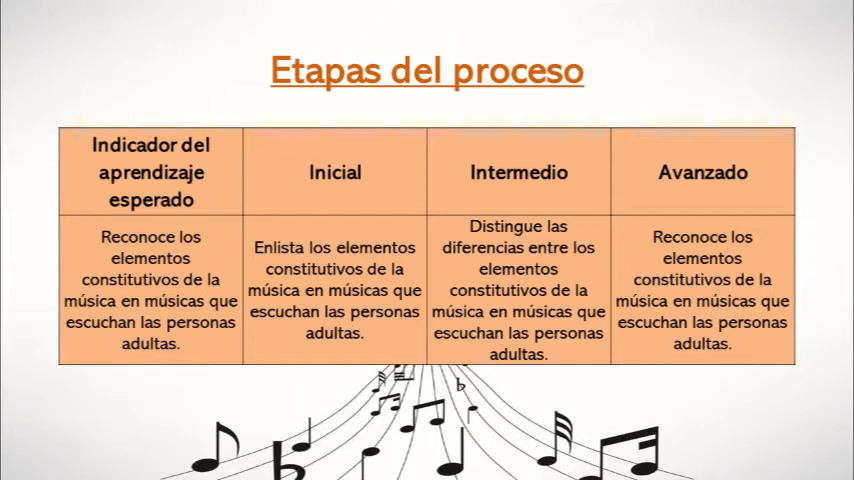 Etapas del proceso
Indicador del
aprendizaje
esperado
Inicial
Intermedio
Avanzado
Reconoce los
elementos
constitutivos de la
música en músicas que
escuchan las personas
adultas.
Enlista los elementos
constitutivos de la
música en músicas que
escuchan las personas
adultas.
Distingue las
diferencias entre los
elementos
constitutivos de la
música en músicas que
escuchan las personas
adultas.
Reconoce los
elementos
constitutivos de la
música en músicas que
escuchan las personas
adultas.